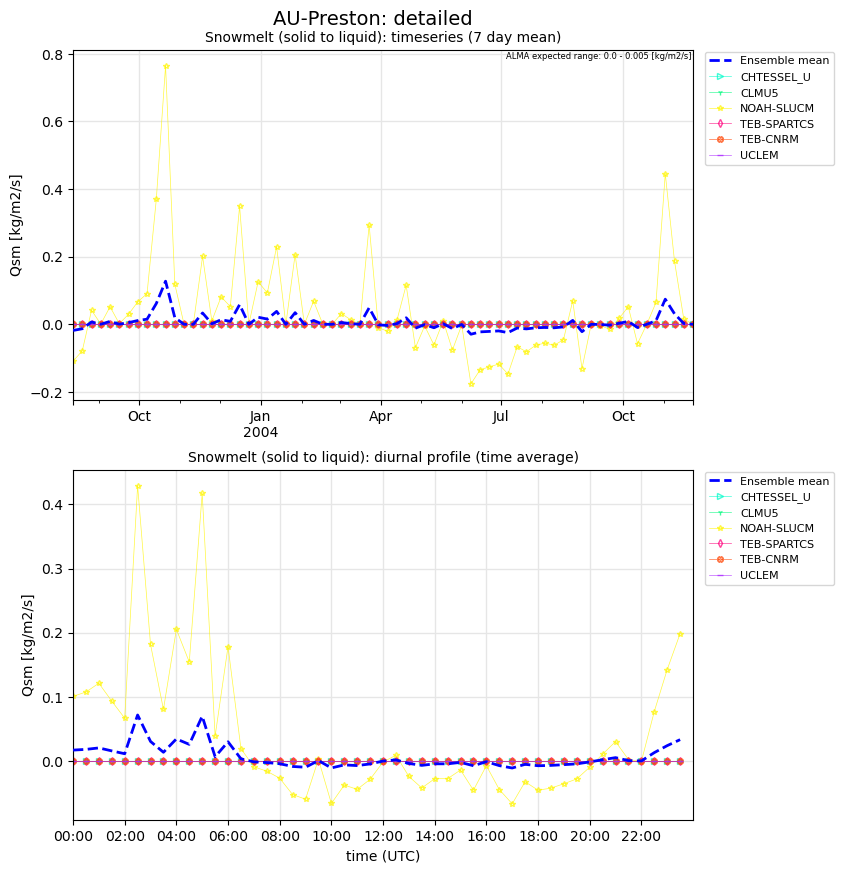 AU-Preston: detailed
Snowmelt (solid to liquid): timeseries (7 day mean)
ALMA expected range: 0.0 - 0.005 [kg/m2/s]
Qsm [kg/m2/s]
0.8
0.6
0.4
0.2
0.0
−0.2
Oct
Jan
2004
Apr
Jul
Oct
Ensemble mean
CHTESSEL_U
CLMU5
NOAH-SLUCM
TEB-SPARTCS
TEB-CNRM
UCLEM
Snowmelt (solid to liquid): diurnal profile (time average)
Qsm [kg/m2/s]
0.4
0.3
0.2
0.1
0.0
00:00
02:00
04:00
06:00
08:00
10:00
12:00
14:00
16:00
18:00
20:00
22:00
time (UTC)
Ensemble mean
CHTESSEL_U
CLMU5
NOAH-SLUCM
TEB-SPARTCS
TEB-CNRM
UCLEM